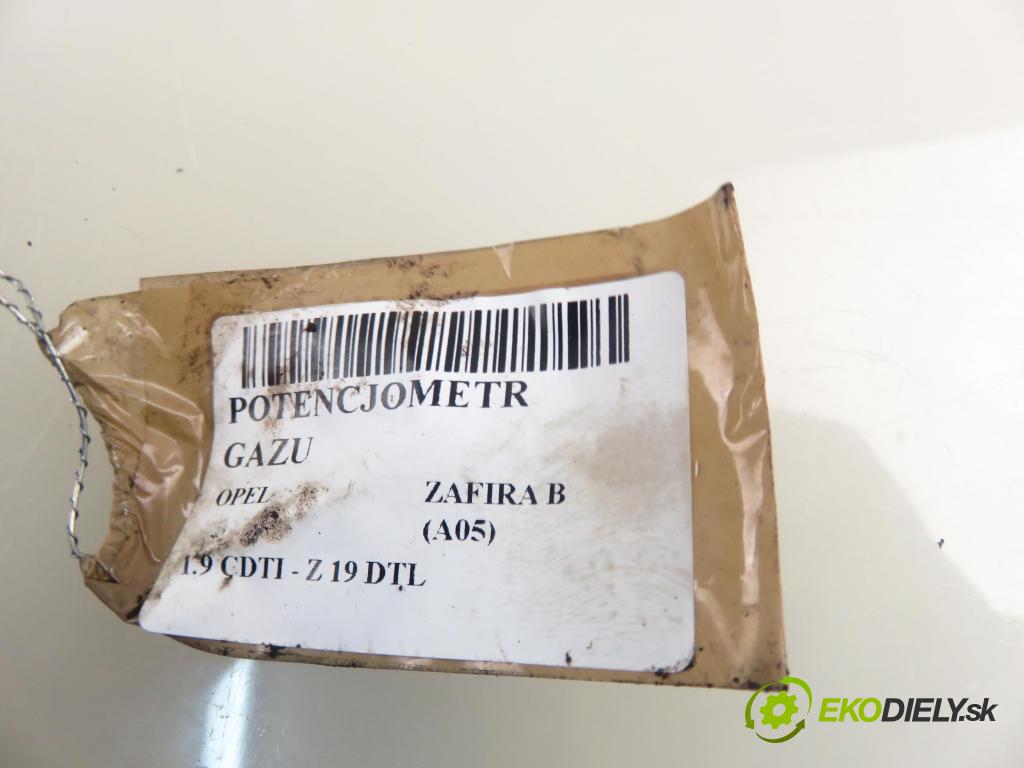 POTENCJOMETR
GAZU
OPEL ZAFIRA B
(A05)
1.9 CDTI - Z 19 DTL
EKODIELY.sk